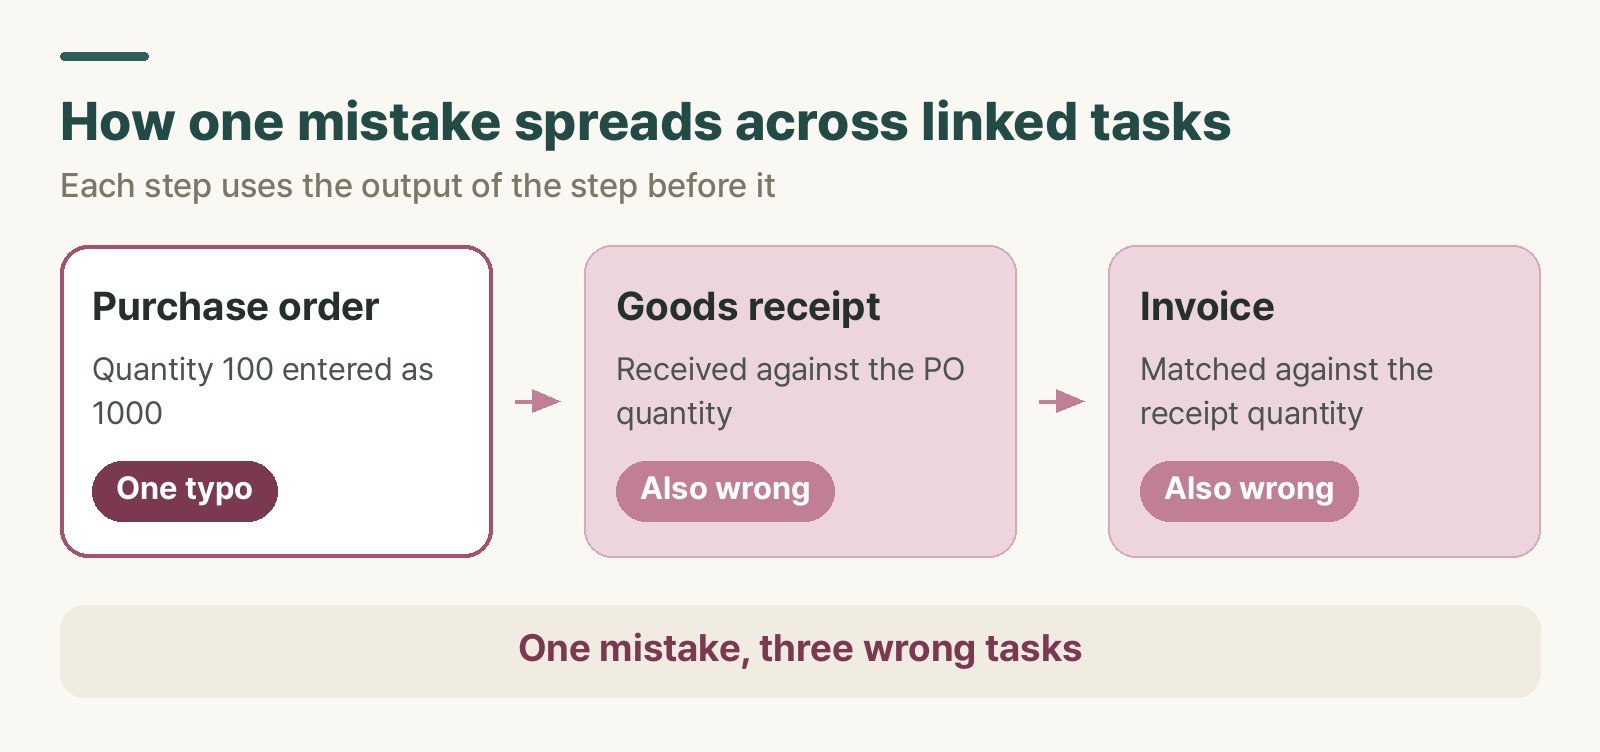 How one mistake spreads across linked tasks
Each step uses the output of the step before it
Purchase order
Quantity 100 entered as
1000
One typo
Goods receipt
Received against the PO
quantity
Also wrong
Invoice
Matched against the
receipt quantity
Also wrong
One mistake, three wrong tasks